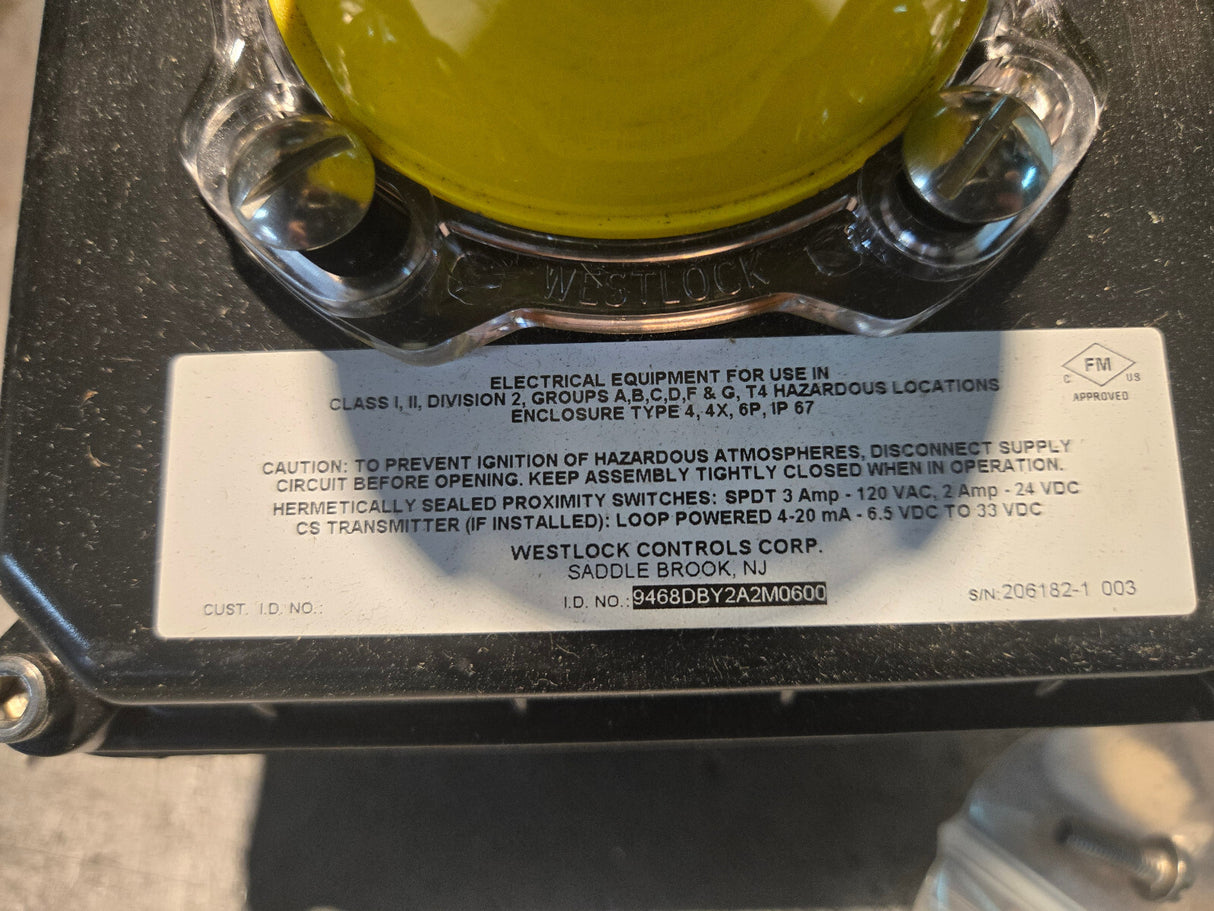 WESTLOCK
ELECTRICAL EQUIPMENT FOR USE IN
CLASS I, II, DIVISION 2, GROUPS A,B,C,D,F & G, T4 HAZARDOUS LOCATIONS
ENCLOSURE TYPE 4, 4X, 6P, IP 67
C FM US
APPROVED
CAUTION: TO PREVENT IGNITION OF HAZARDOUS ATMOSPHERES, DISCONNECT SUPPLY
CIRCUIT BEFORE OPENING. KEEP ASSEMBLY TIGHTLY CLOSED WHEN IN OPERATION.
HERMETICALLY SEALED PROXIMITY SWITCHES: SPDT 3 Amp - 120 VAC, 2 Amp - 24 VDC
CS TRANSMITTER (IF INSTALLED): LOOP POWERED 4-20 mA - 6.5 VDC TO 33 VDC
WESTLOCK CONTROLS CORP.
SADDLE BROOK, NJ
CUST. I.D. NO.:
I.D. NO.: 9468DBY2A2M0600
S/N: 206182-1 003